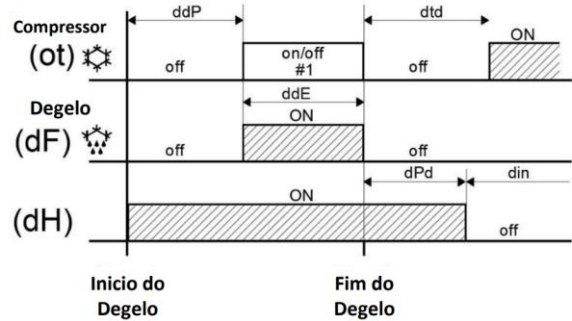 Compressor
(ot)
ddP
dtd
off
on/off
#1
off
ON
ddE
Degelo
(dF)
off
ON
off
dPd
din
(dH)
ON
off
Inicio do
Degelo
Fim do
Degelo